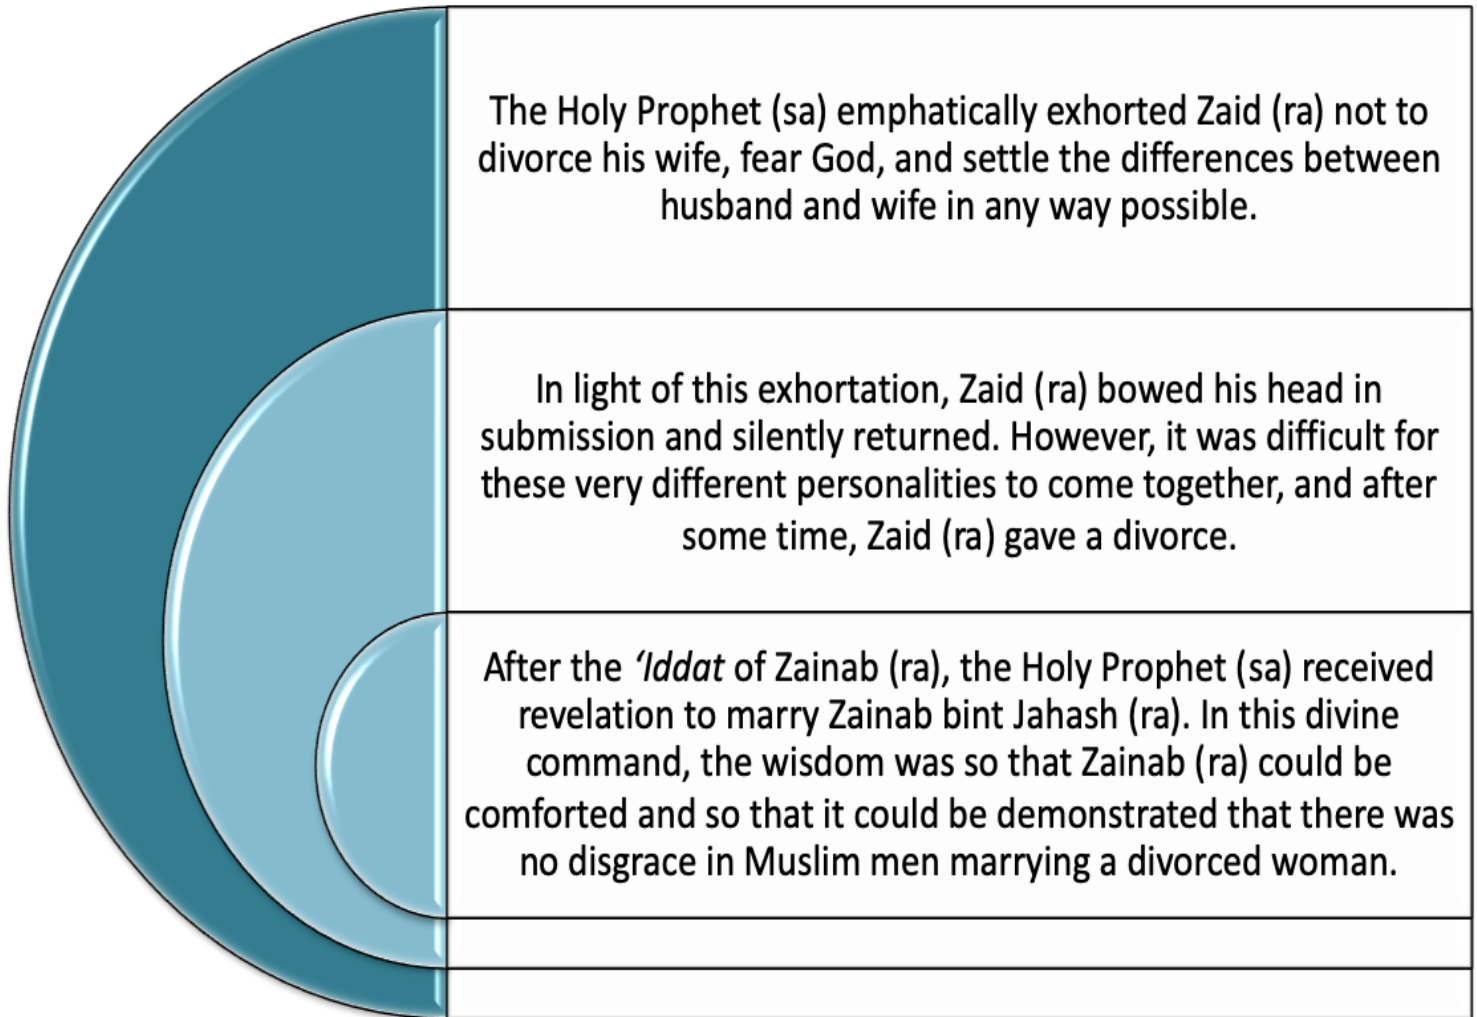 The Holy Prophet (sa) emphatically exhorted Zaid (ra) not to
divorce his wife, fear God, and settle the differences between
husband and wife in any way possible.
In light of this exhortation, Zaid (ra) bowed his head in
submission and silently returned. However, it was difficult for
these very different personalities to come together, and after
some time, Zaid (ra) gave a divorce.
After the ‘Iddat of Zainab (ra), the Holy Prophet (sa) received
revelation to marry Zainab bint Jahash (ra). In this divine
command, the wisdom was so that Zainab (ra) could be
comforted and so that it could be demonstrated that there was
no disgrace in Muslim men marrying a divorced woman.